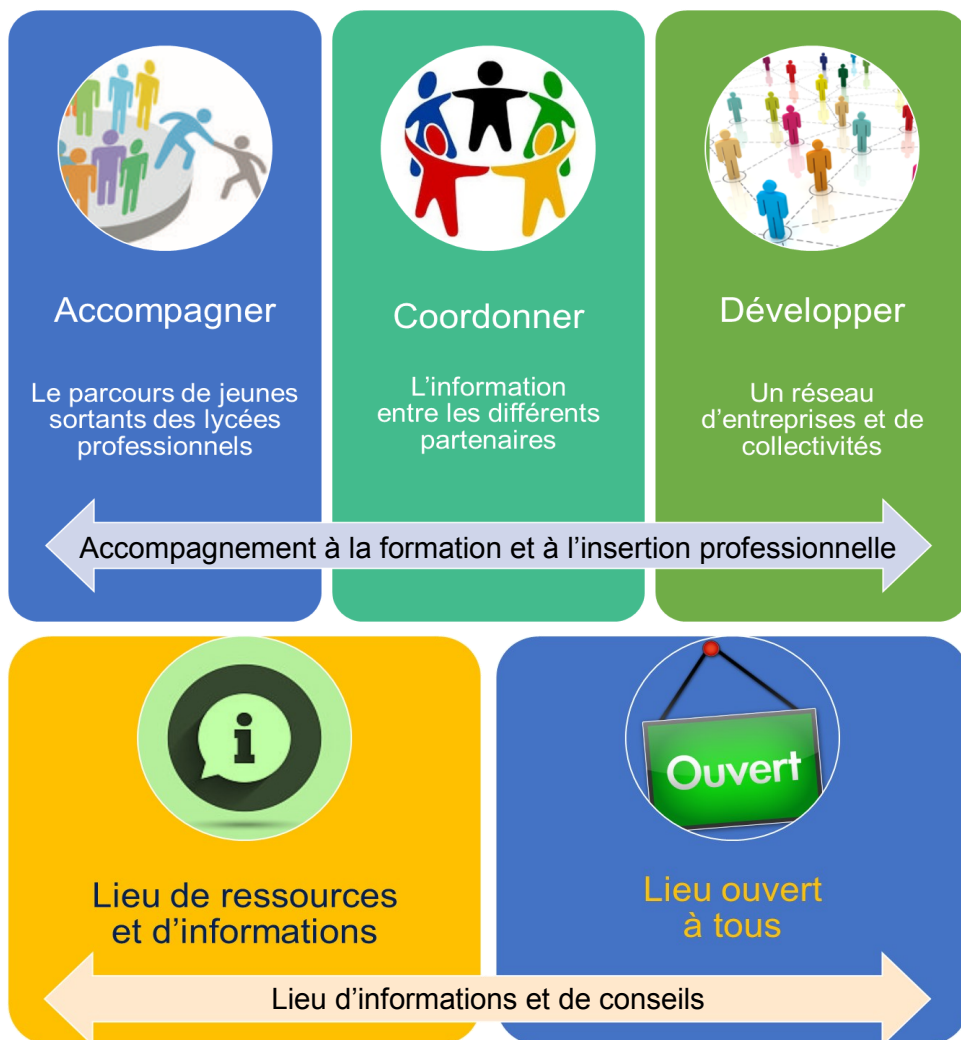 Accompagner
Le parcours de jeunes
sortants des lycées
professionnels
Coordonner
L’information
entre les différents
partenaires
Développer
Un réseau
d’entreprises et de
collectivités
Accompagnement à la formation et à l’insertion professionnelle
i
Lieu de ressources
et d’informations
Ouvert
Lieu ouvert
à tous
Lieu d’informations et de conseils